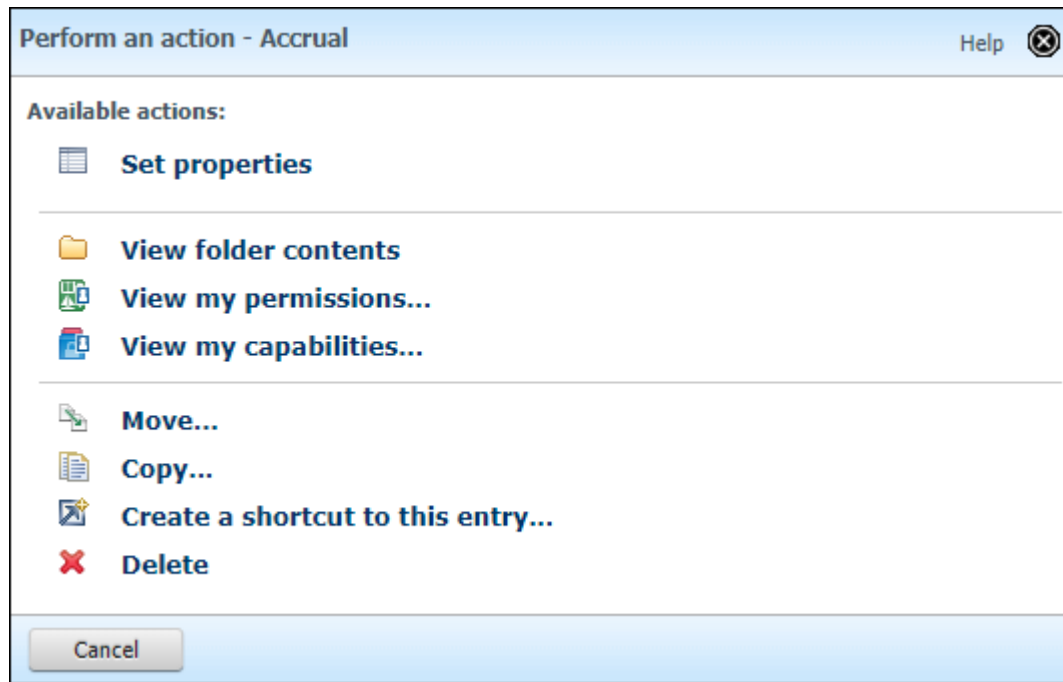 Perform an action - Accrual
Help
Available actions:
Set properties
View folder contents
View my permissions...
View my capabilities...
Move...
Copy...
Create a shortcut to this entry...
Delete
Cancel